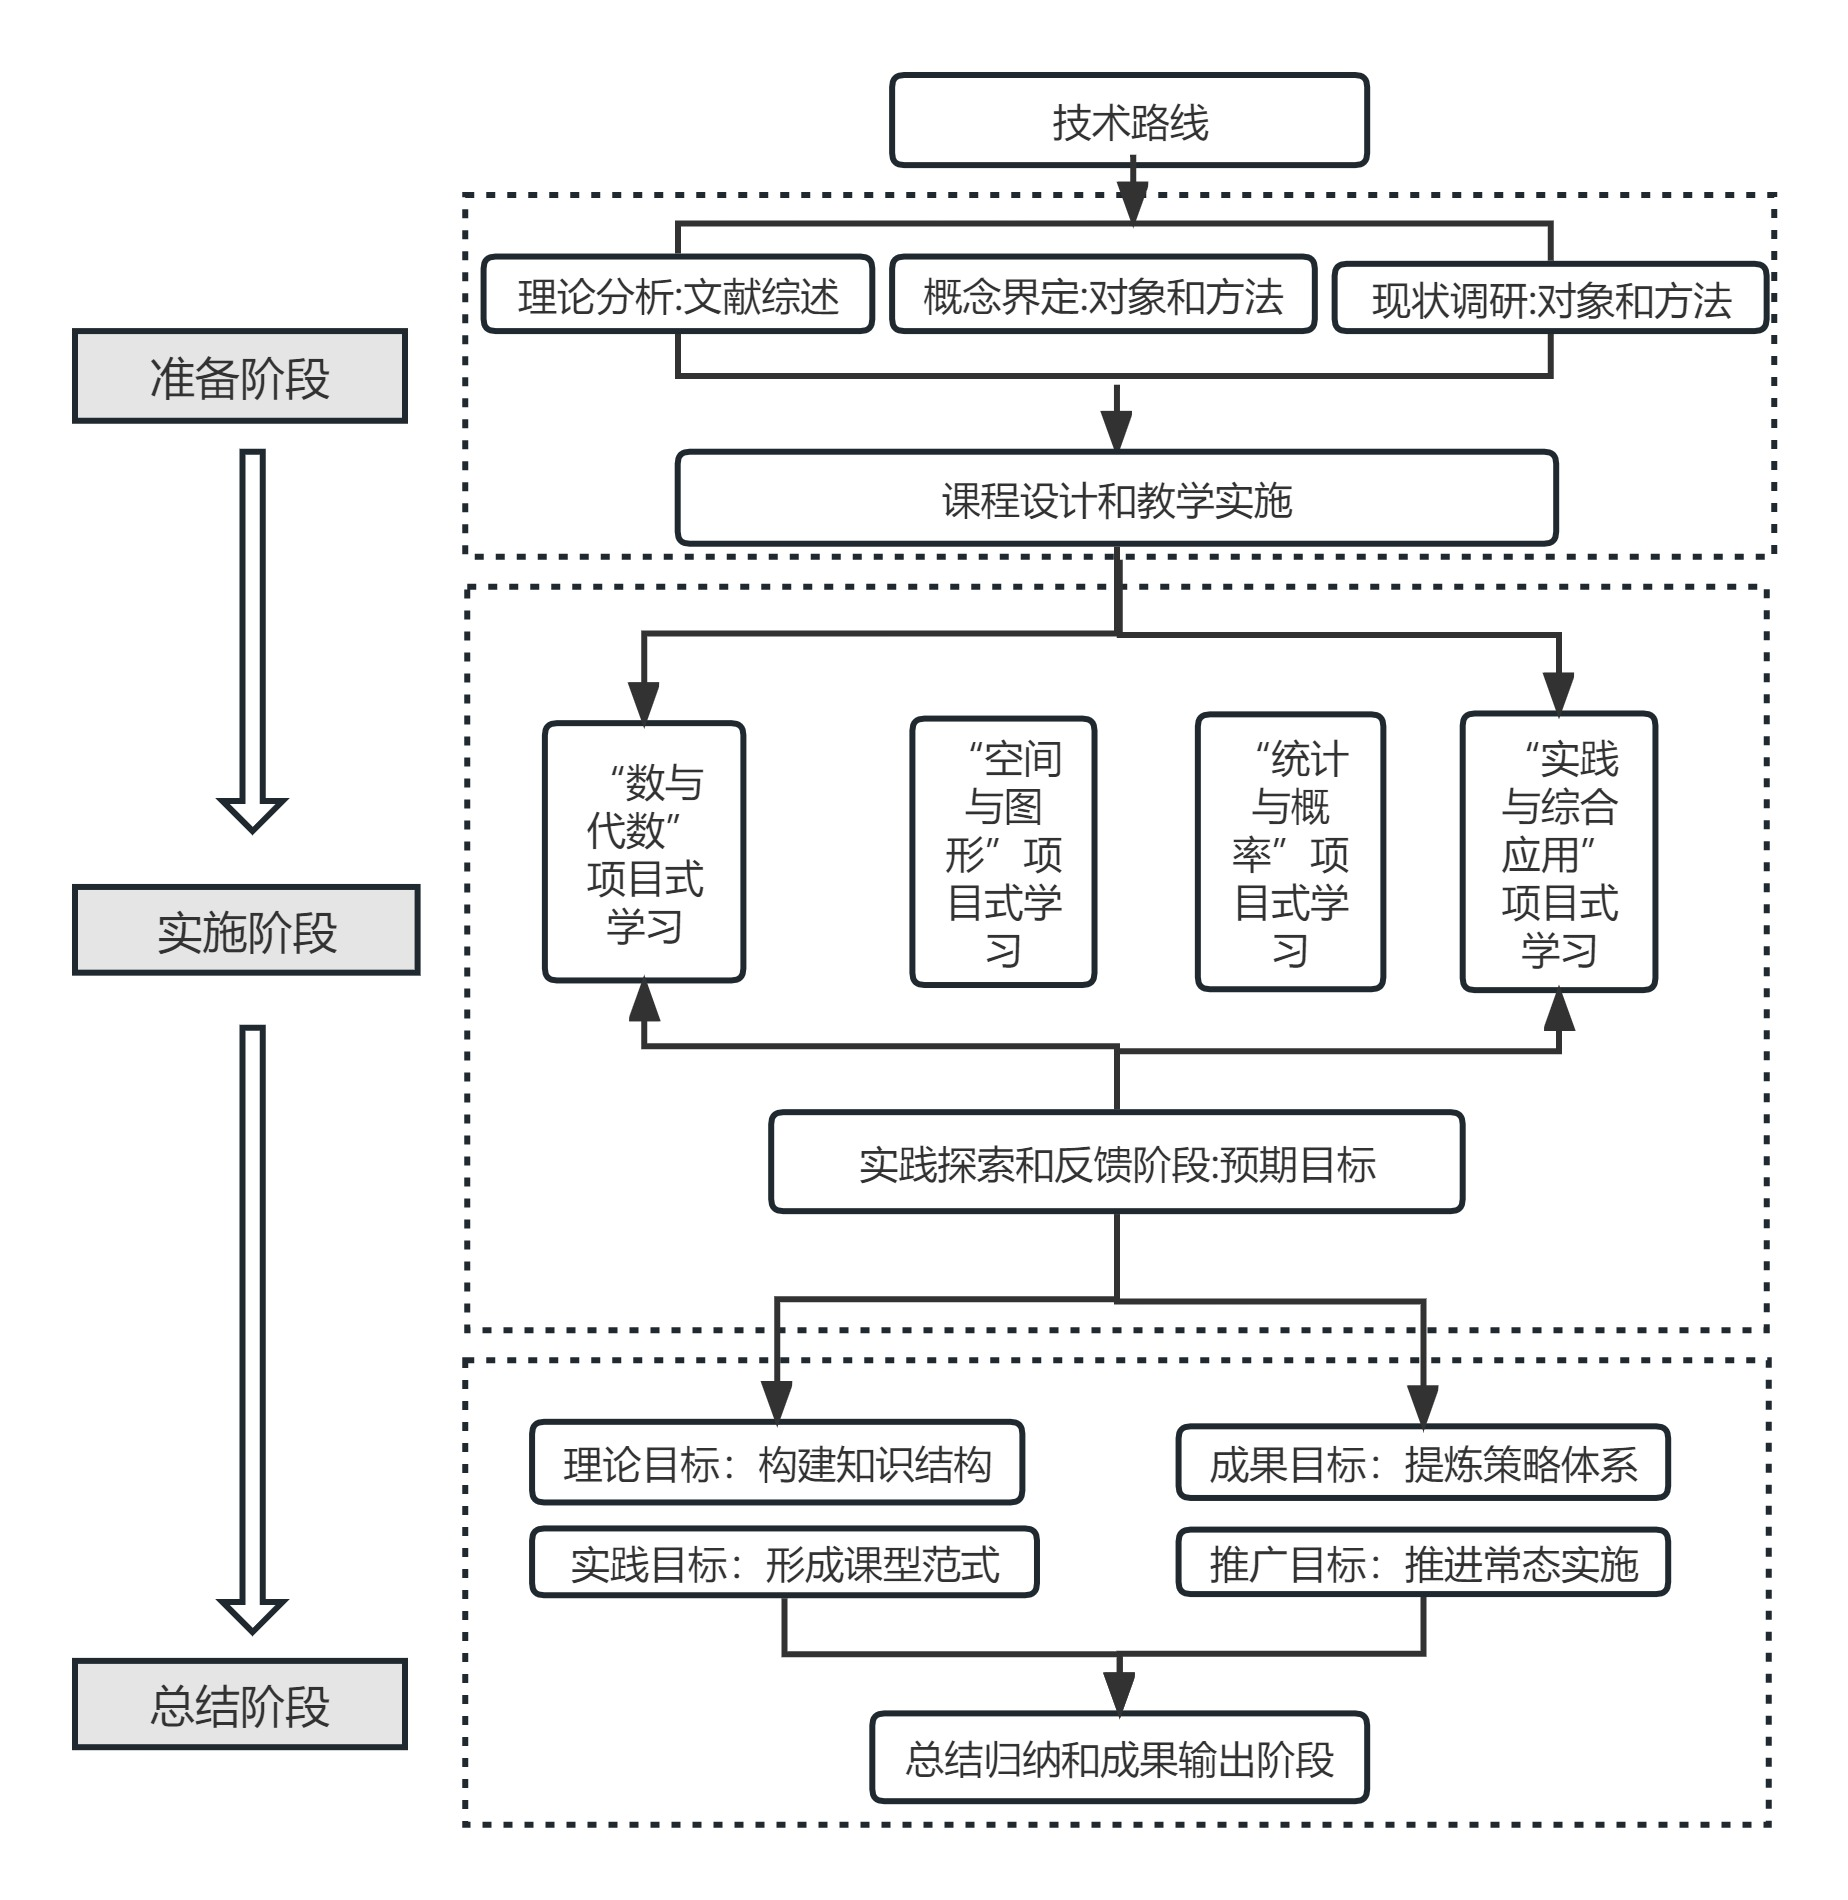 技术路线
理论分析:文献综述
概念界定:对象和方法
现状调研:对象和方法
准备阶段
课程设计和教学实施
“数与
代数”
项目式
学习
“空间
与图
形”项
目式学
习
“统计
与概
率”项
目式学
习
“实践
与综合
应用”
项目式
学习
实施阶段
实践探索和反馈阶段:预期目标
理论目标：构建知识结构
成果目标：提炼策略体系
实践目标：形成课型范式
推广目标：推进常态实施
总结阶段
总结归纳和成果输出阶段